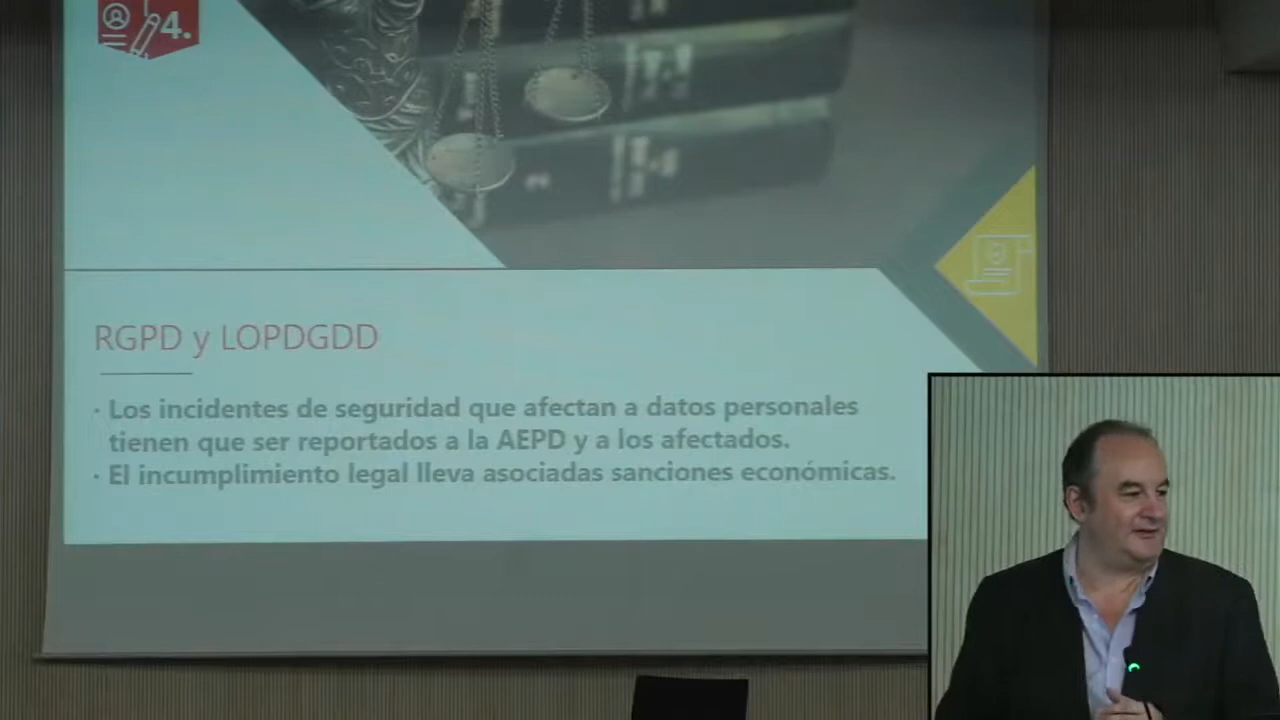 4.
RGPD y LOPDGDD
· Los incidentes de seguridad que afectan a datos personales
tienen que ser reportados a la AEPD y a los afectados.
· El incumplimiento legal lleva asociadas sanciones económicas.